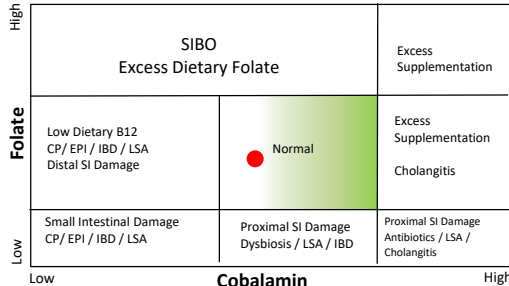 High
SIBO
Excess Dietary Folate
Excess
Supplementation
Folate
Low Dietary B12
CP/ EPI / IBD / LSA
Distal SI Damage
Normal
Excess
Supplementation
Cholangitis
Small Intestinal Damage
CP/ EPI / IBD / LSA
Proximal SI Damage
Dysbiosis / LSA / IBD
Proximal SI Damage
Antibiotics / LSA /
Cholangitis
Low
Low
Cobalamin
High